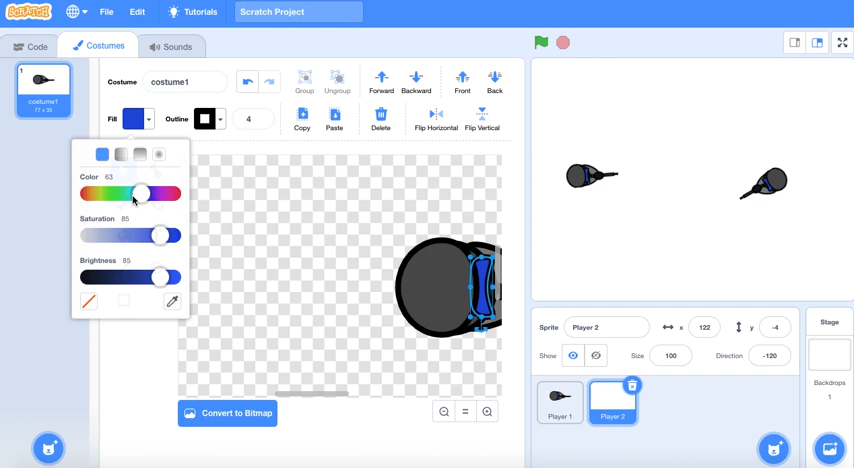 SCRATCH File Edit Tutorials Scratch Project
Code Costumes Sounds
1
costume1
77 x 35
Costume costume1 Group Ungroup Forward Backward Front Back
Fill Outline 4 Copy Paste Delete Flip Horizontal Flip Vertical
Color 63
Saturation 85
Brightness 85
Convert to Bitmap
Sprite Player 2 x 122 y -4
Show Size 100 Direction -120
Player 1 Player 2
Stage
Backdrops
1